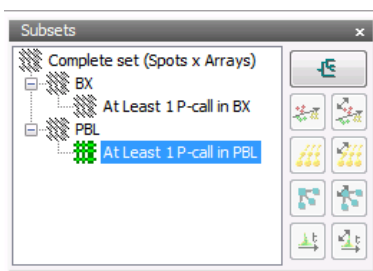 Subsets x
Complete set (Spots x Arrays)
BX
At Least 1 P-call in BX
PBL
At Least 1 P-call in PBL
t t